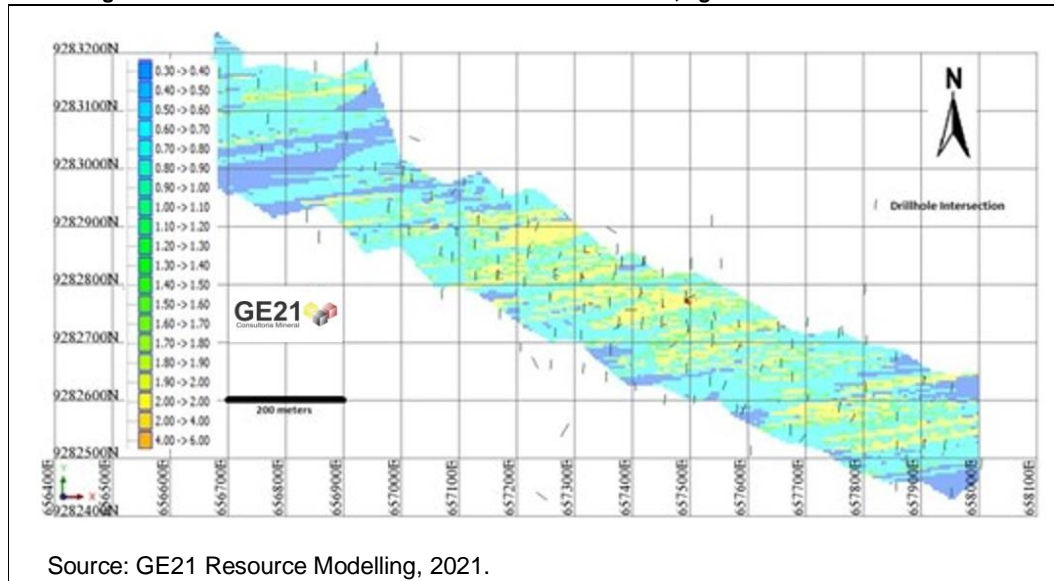 9283200N
9283100N
9283000N
9282900N
9282800N
9282700N
9282600N
9282500N
9282400N
0.30 -> 0.40
0.40 -> 0.50
0.50 -> 0.60
0.60 -> 0.70
0.70 -> 0.80
0.80 -> 0.90
0.90 -> 1.00
1.00 -> 1.10
1.10 -> 1.20
1.20 -> 1.30
1.30 -> 1.40
1.40 -> 1.50
1.50 -> 1.60
1.60 -> 1.70
1.70 -> 1.80
1.80 -> 1.90
1.90 -> 2.00
2.00 -> 2.00
2.00 -> 4.00
4.00 -> 6.00
N
Drillhole Intersection
GE21
Consultoria Mineral
200 meters
Y
X
656400E
656500E
656600E
656700E
656800E
656900E
657000E
657100E
657200E
657300E
657400E
657500E
657600E
657700E
657800E
657900E
658000E
658100E
Source: GE21 Resource Modelling, 2021.